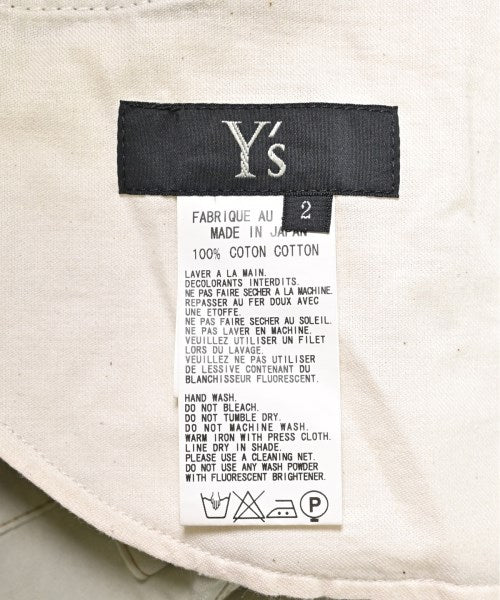 Y's
2
FABRIQUE AU
MADE IN JAPAN
100% COTON COTTON
LAVER A LA MAIN.
DECOLORANTS INTERDITS.
NE PAS FAIRE SECHER A LA MACHINE.
REPASSER AU FER DOUX AVEC
UNE ETOFFE.
NE PAS FAIRE SECHER AU SOLEIL.
NE PAS LAVER EN MACHINE.
VEUILLEZ UTILISER UN FILET
LORS DU LAVAGE.
VEUILLEZ NE PAS UTILISER
DE LESSIVE CONTENANT DU
BLANCHISSEUR FLUORESCENT.
HAND WASH.
DO NOT BLEACH.
DO NOT TUMBLE DRY.
DO NOT MACHINE WASH.
WARM IRON WITH PRESS CLOTH.
LINE DRY IN SHADE.
PLEASE USE A CLEANING NET.
DO NOT USE ANY WASH POWDER
WITH FLUORESCENT BRIGHTENER.
P